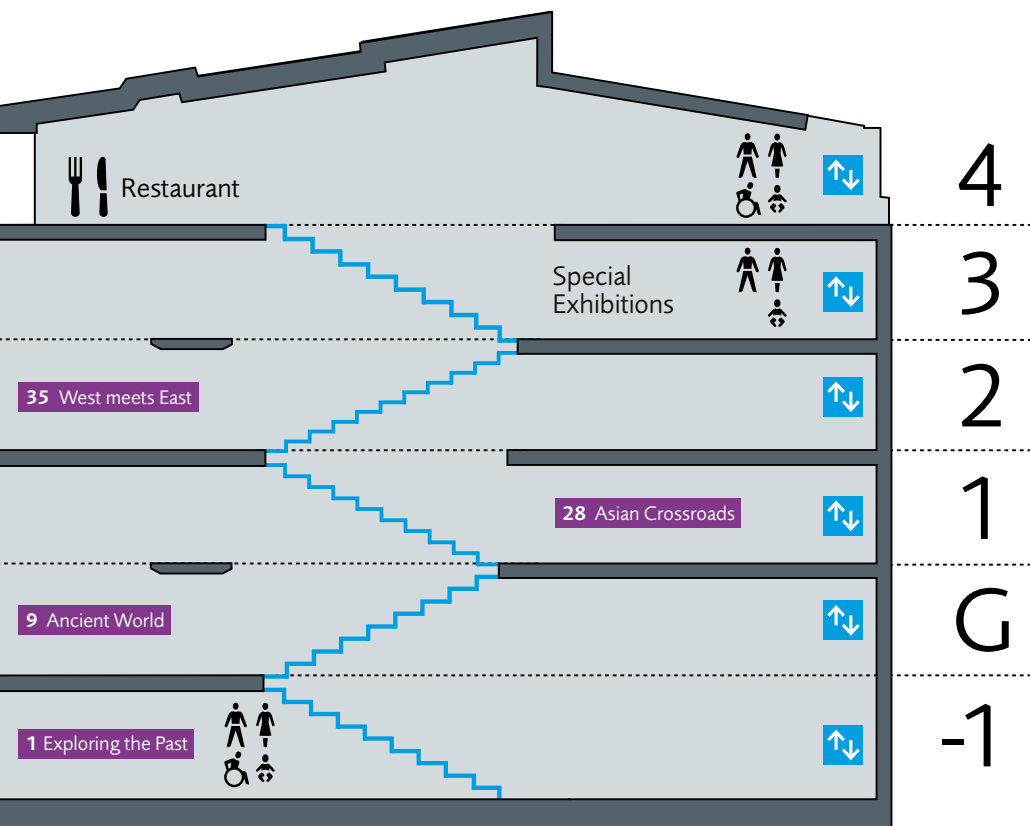 Restaurant
4
Special
Exhibitions
3
35 West meets East
2
28 Asian Crossroads
1
9 Ancient World
G
1 Exploring the Past
-1